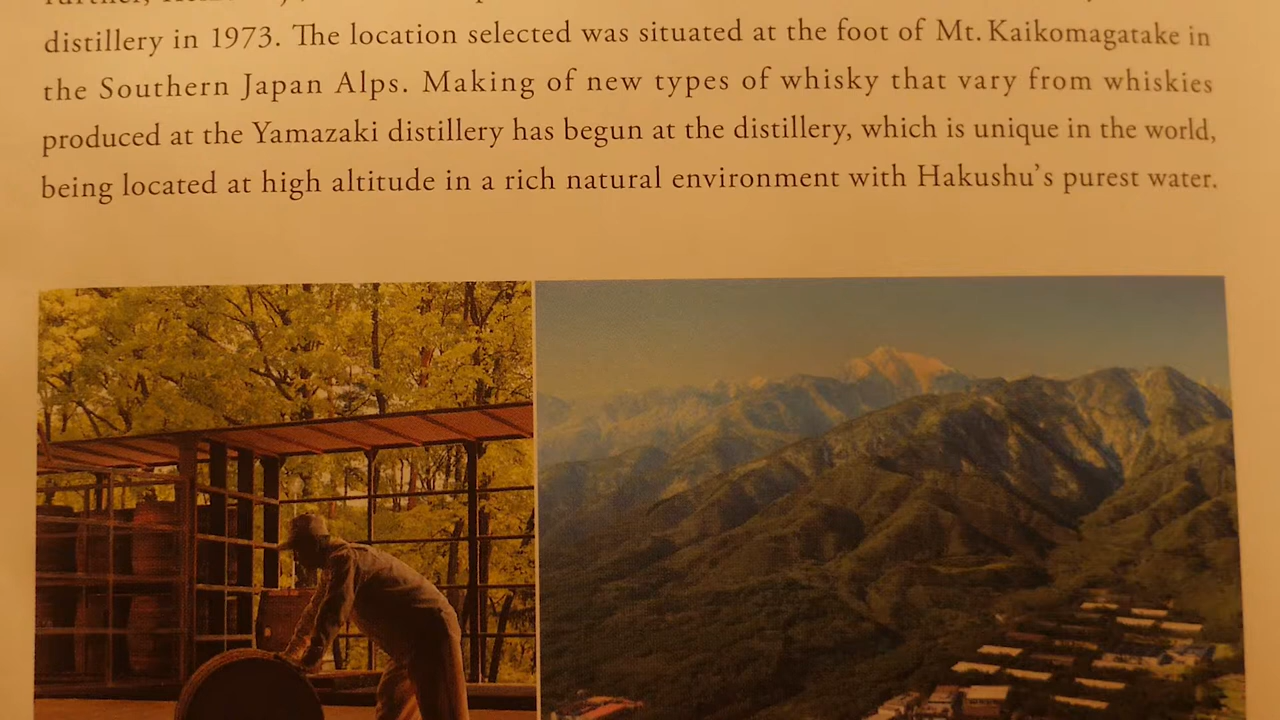 distillery in 1973. The location selected was situated at the foot of Mt. Kaikomagatake in
the Southern Japan Alps. Making of new types of whisky that vary from whiskies
produced at the Yamazaki distillery has begun at the distillery, which is unique in the world,
being located at high altitude in a rich natural environment with Hakushu's purest water.